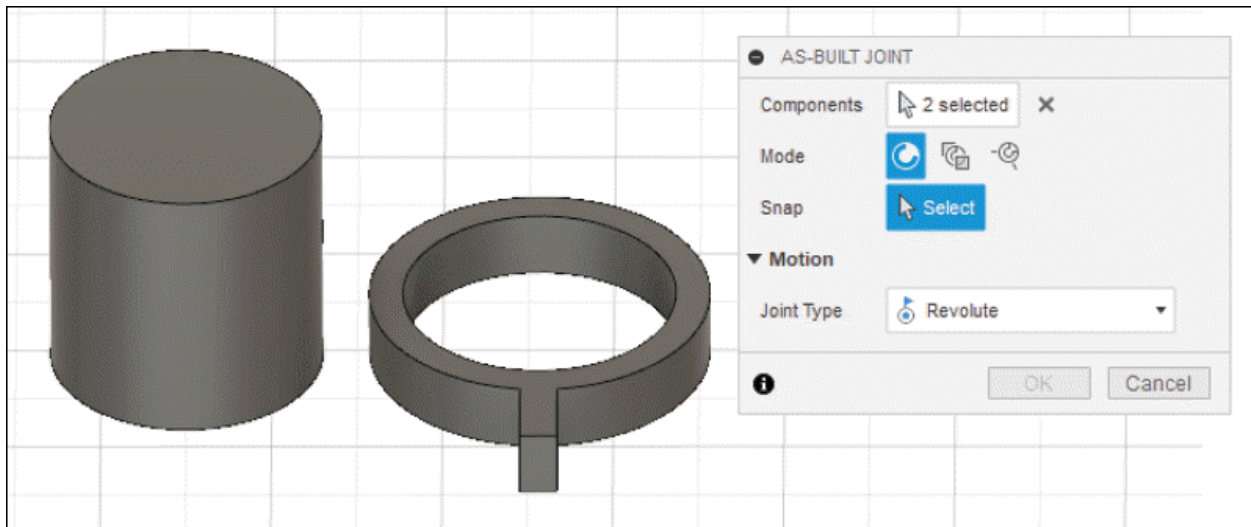 AS-BUILT JOINT
Components 2 selected
Mode
Snap Select
Motion
Joint Type Revolute
OK Cancel